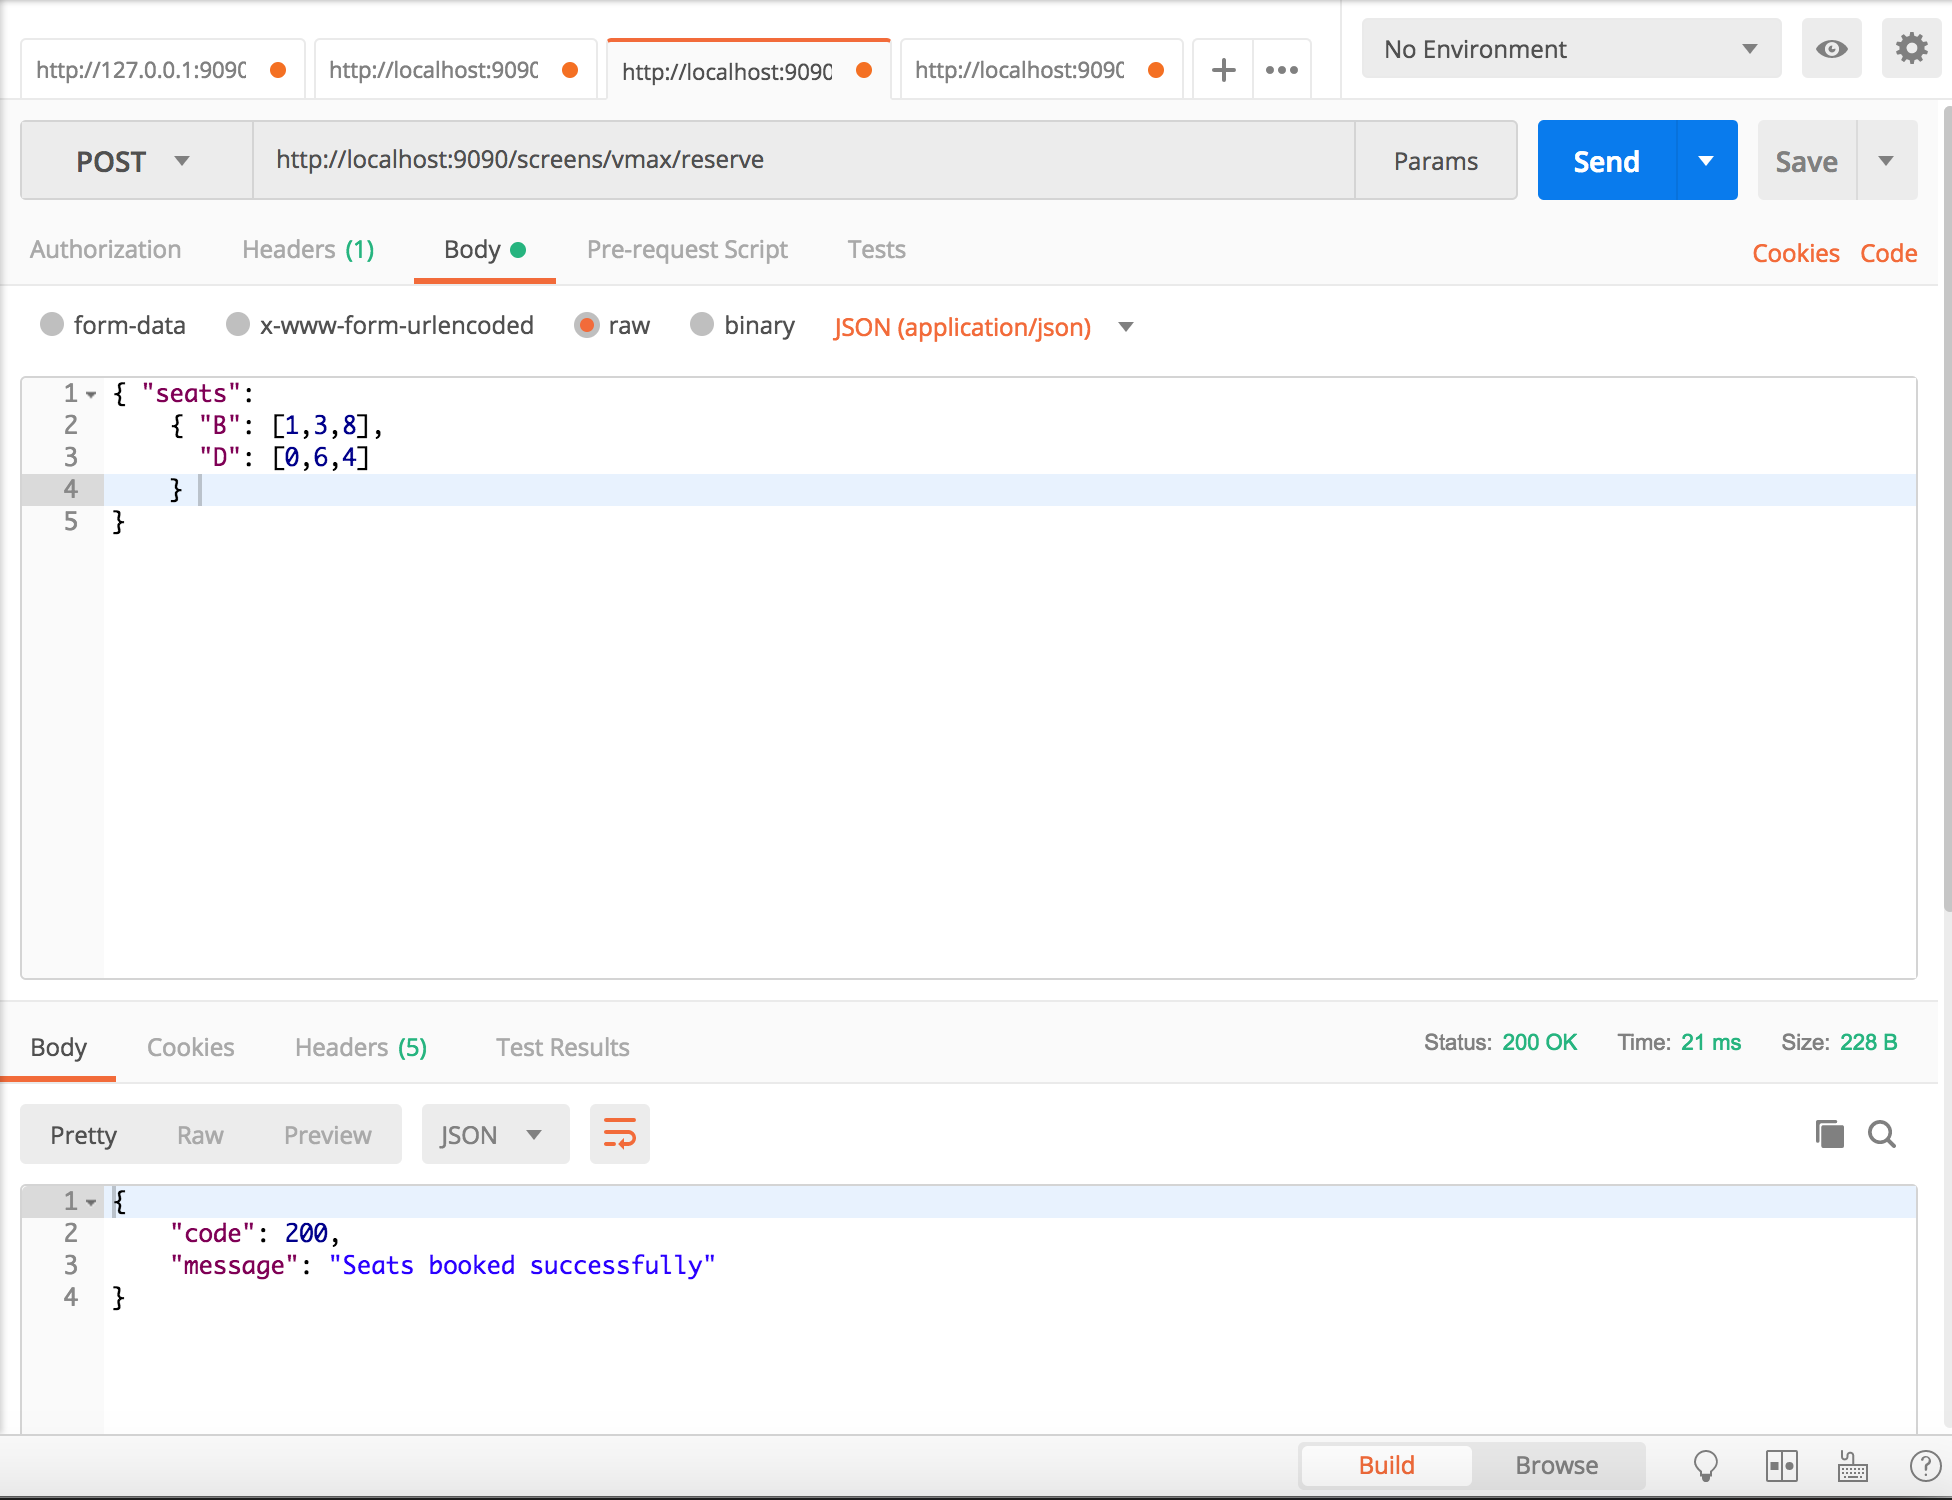 http://127.0.0.1:9090
http://localhost:9090
http://localhost:9090
http://localhost:9090
No Environment
POST
http://localhost:9090/screens/vmax/reserve
Params
Send
Save
Authorization
Headers (1)
Body
Pre-request Script
Tests
Cookies
Code
form-data
x-www-form-urlencoded
raw
binary
JSON (application/json)
1 { "seats":
2     { "B": [1,3,8],
3       "D": [0,6,4]
4     }
5 }
Body
Cookies
Headers (5)
Test Results
Status: 200 OK
Time: 21 ms
Size: 228 B
Pretty
Raw
Preview
JSON
1 {
2     "code": 200,
3     "message": "Seats booked successfully"
4 }
Build
Browse
?